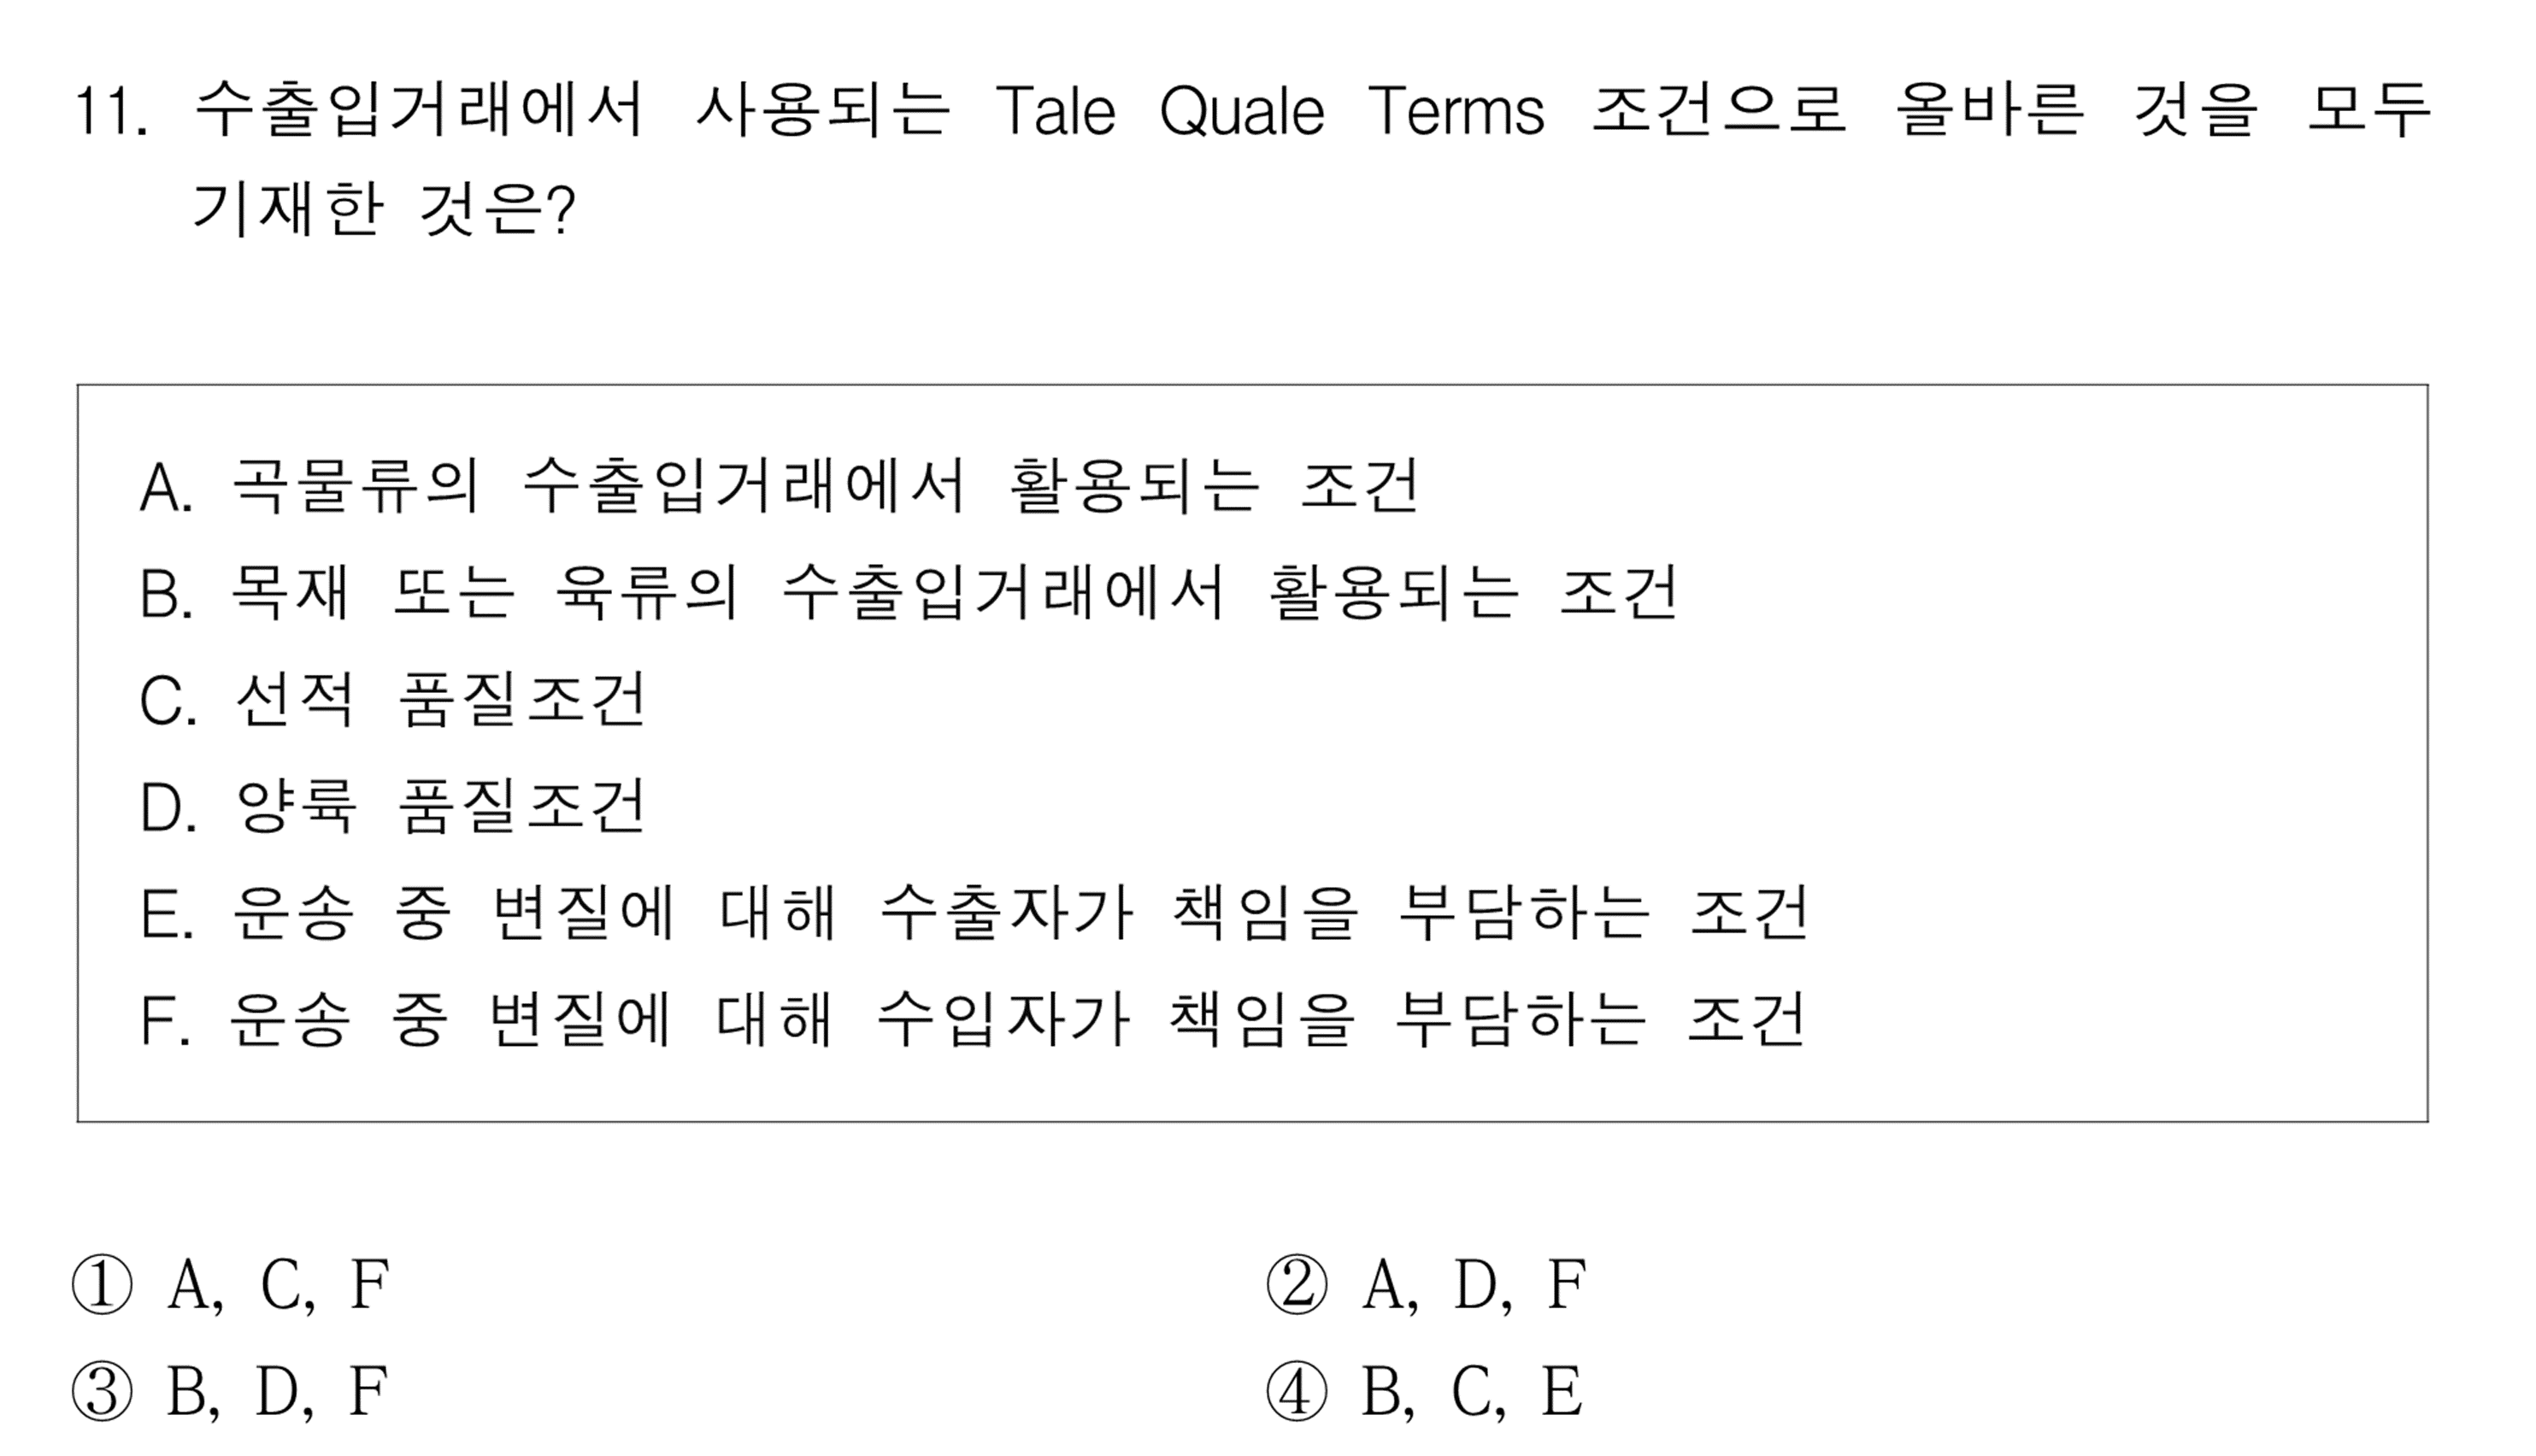 11. 수출입거래에서 사용되는 Tale Quale Terms 조건으로 올바른 것을 모두
기재한 것은?
A. 곡물류의 수출입거래에서 활용되는 조건
B. 목재 또는 육류의 수출입거래에서 활용되는 조건
C. 선적 품질조건
D. 양륙 품질조건
E. 운송 중 변질에 대해 수출자가 책임을 부담하는 조건
F. 운송 중 변질에 대해 수입자가 책임을 부담하는 조건
① A, C, F
② A, D, F
③ B, D, F
④ B, C, E